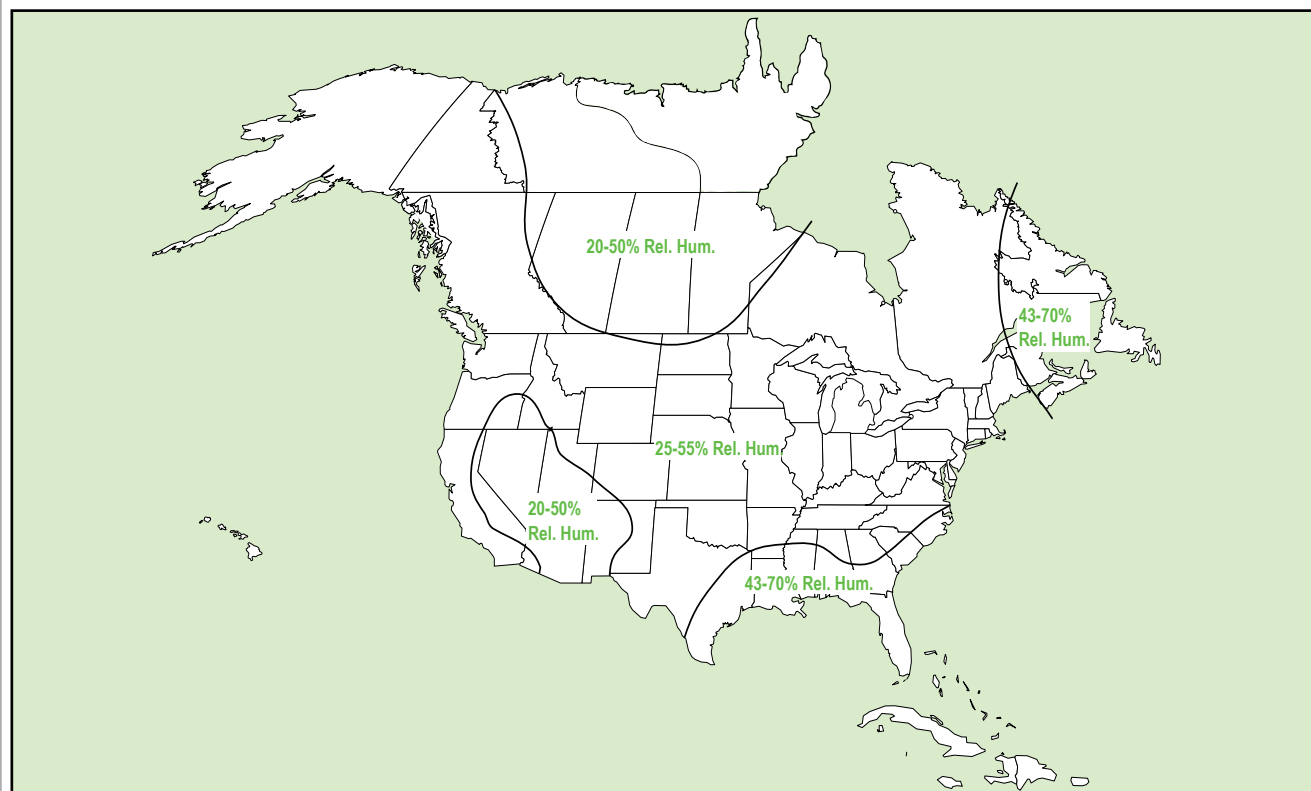 20-50% Rel. Hum.
43-70%
Rel. Hum.
25-55% Rel. Hum
20-50%
Rel. Hum.
43-70% Rel. Hum.